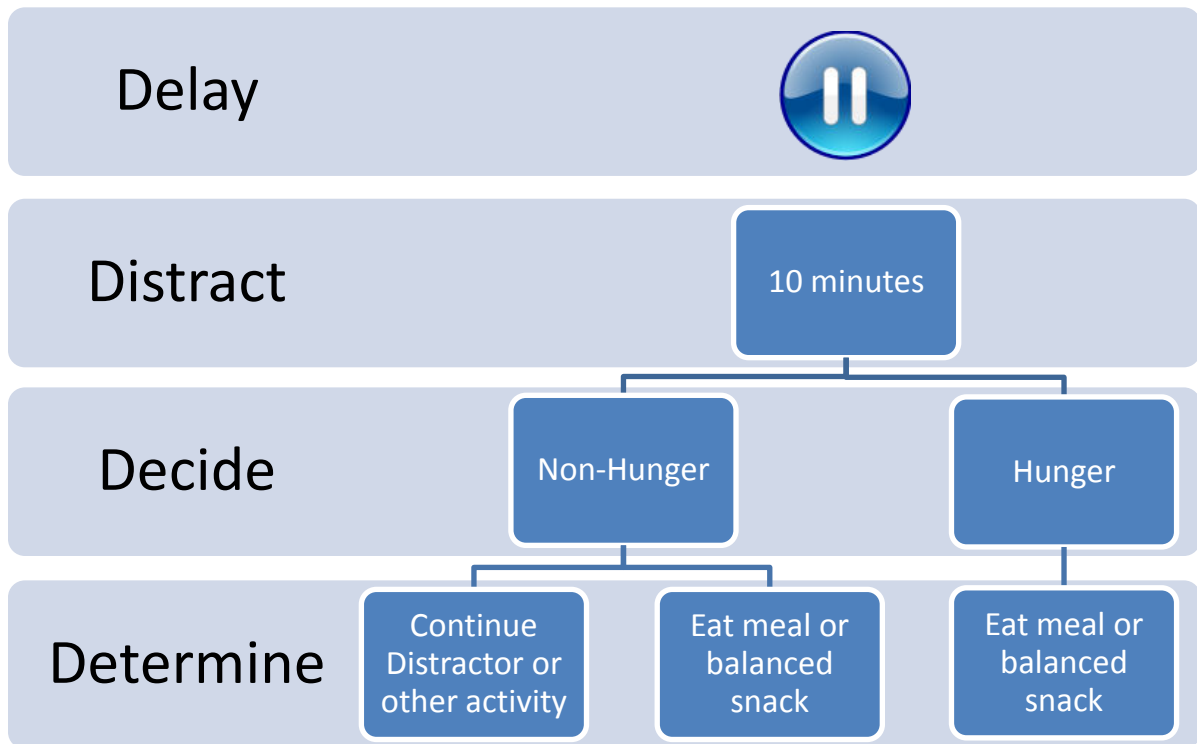 Delay
Distract
10 minutes
Decide
Non-Hunger
Hunger
Determine
Continue
Distractor or
other activity
Eat meal or
balanced
snack
Eat meal or
balanced
snack